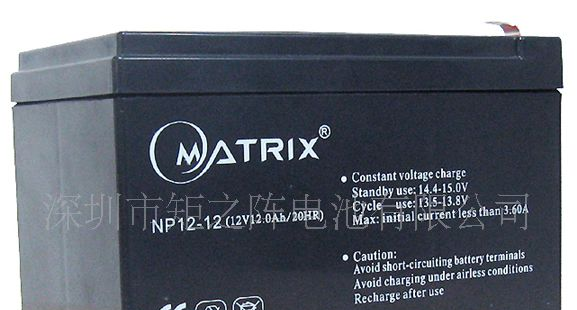 MATRIX®
NP12-12 (12V12.0Ah/20HR)
● Constant voltage charge
Standby use: 14.4-15.0V
Cycle use: 13.5-13.8V
Max: initial current less than 3.60A
● Caution:
Avoid short-circuiting battery terminals
Avoid charging under airless conditions
Recharge after use
深圳市钜之阵电池有限公司
CE